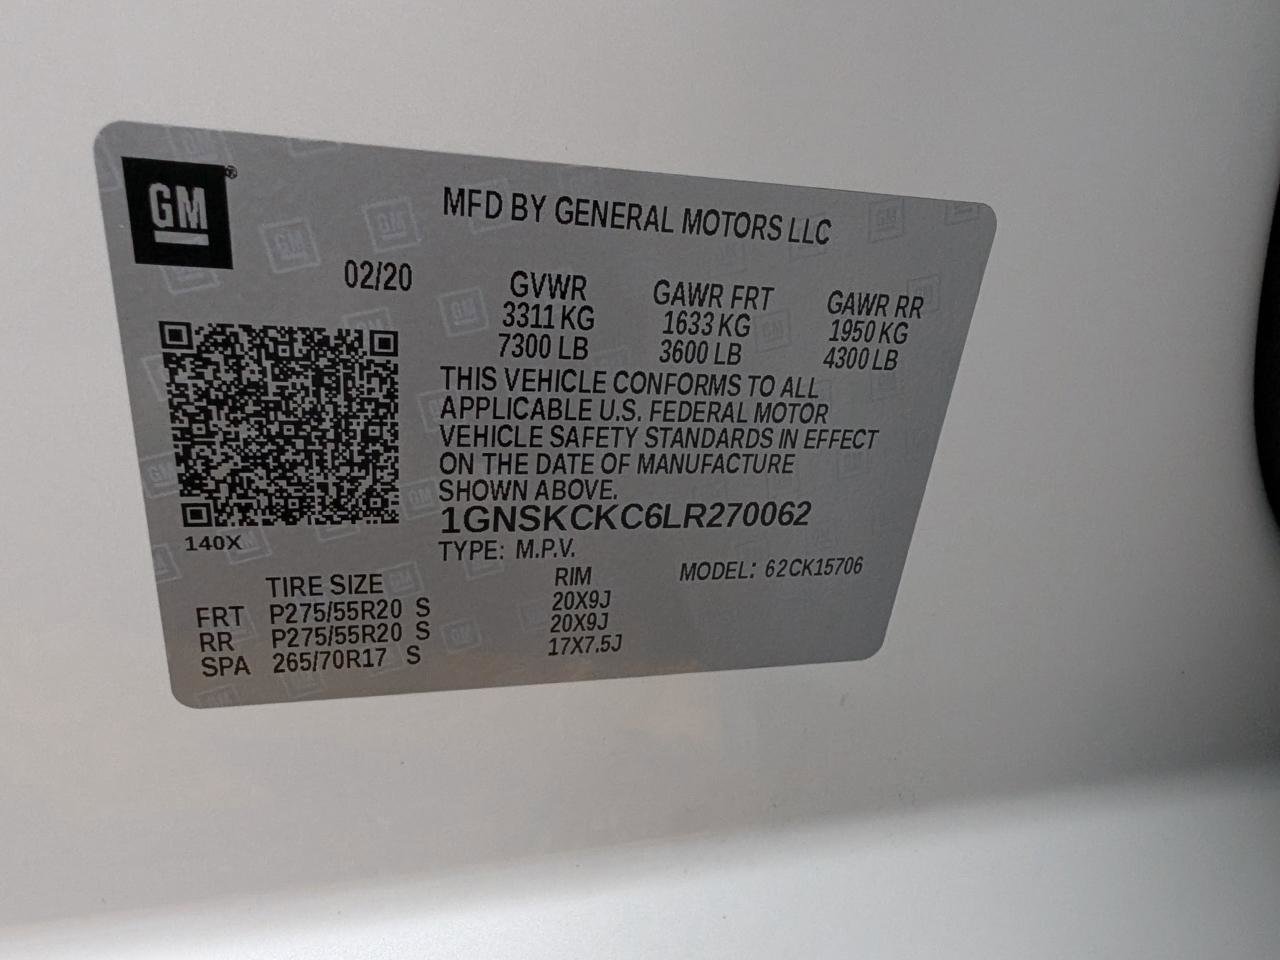 GM®
MFD BY GENERAL MOTORS LLC
02/20
GVWR GAWR FRT GAWR RR
3311 KG 1633 KG 1950 KG
7300 LB 3600 LB 4300 LB
THIS VEHICLE CONFORMS TO ALL
APPLICABLE U.S. FEDERAL MOTOR
VEHICLE SAFETY STANDARDS IN EFFECT
ON THE DATE OF MANUFACTURE
SHOWN ABOVE.
1GNSKCKC6LR270062
140X
TYPE: M.P.V. MODEL: 62CK15706
TIRE SIZE RIM
FRT P275/55R20 S 20X9J
RR P275/55R20 S 20X9J
SPA 265/70R17 S 17X7.5J